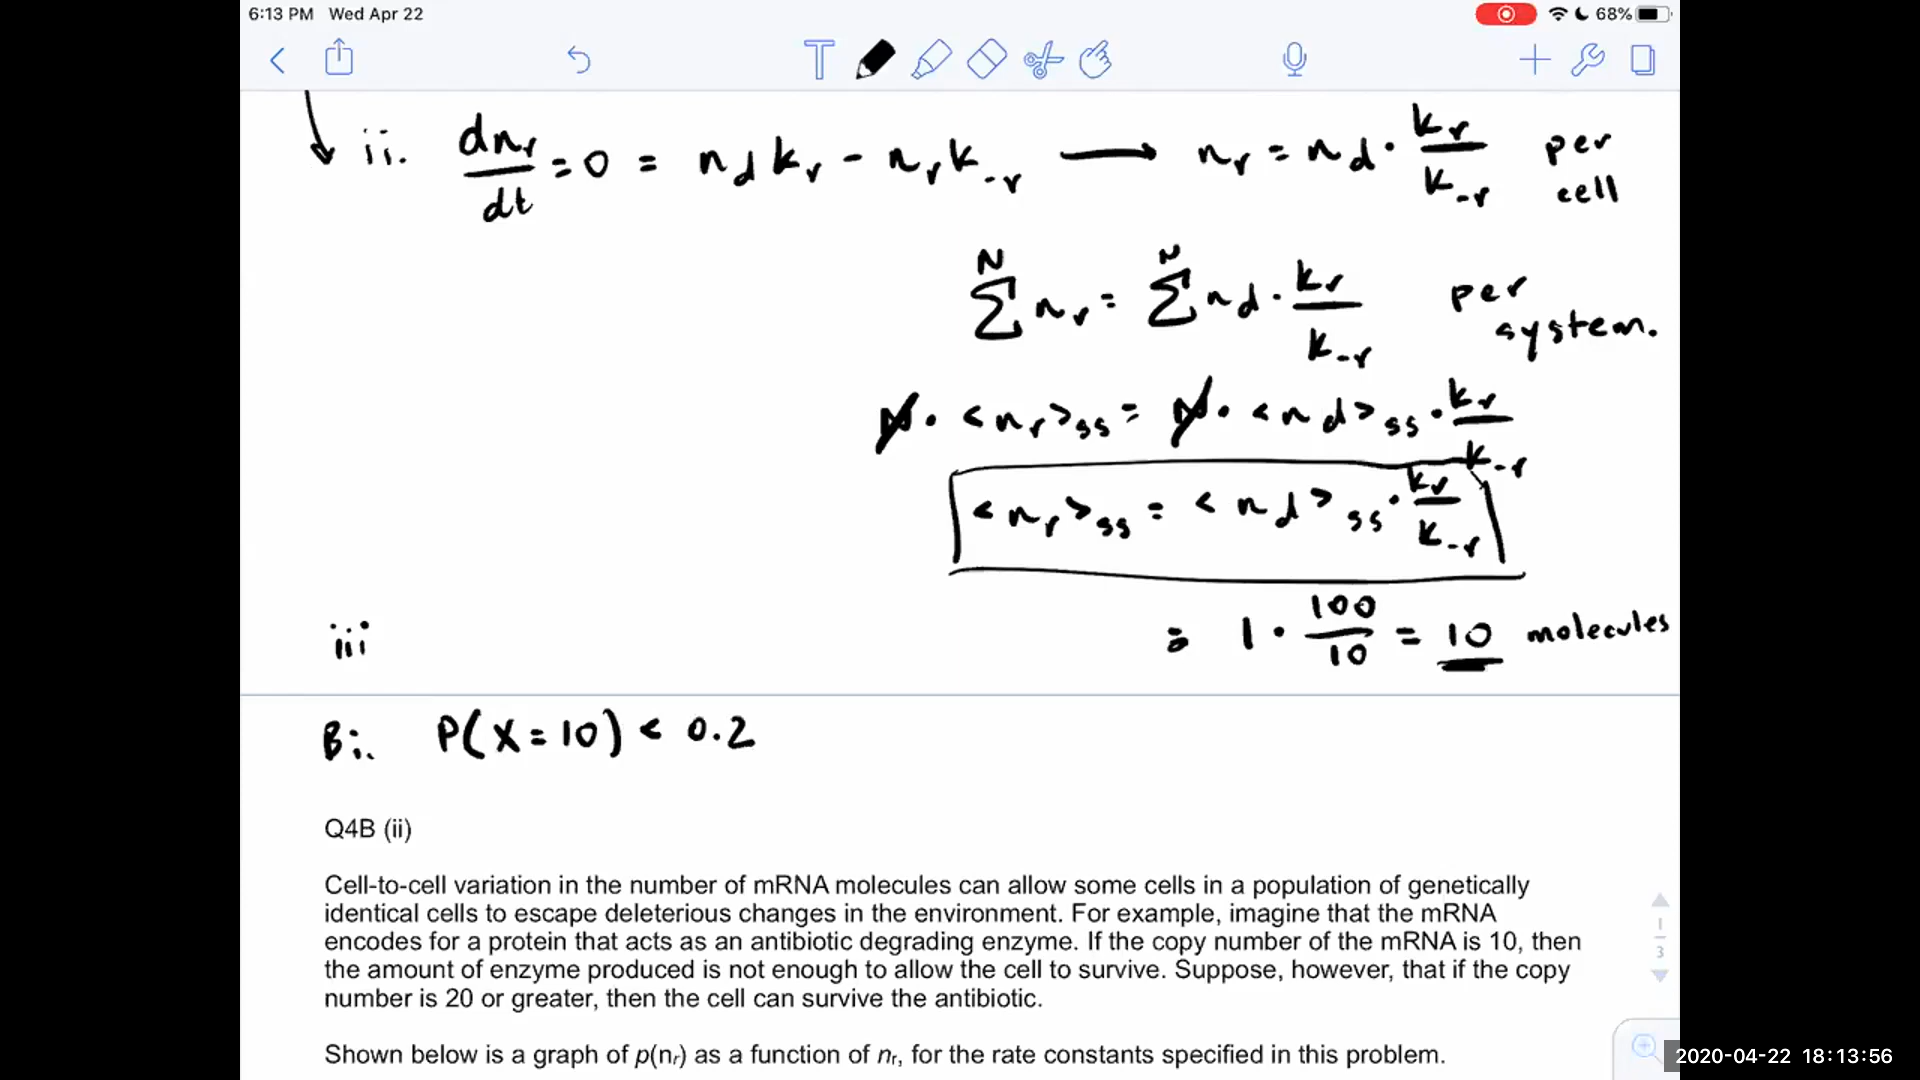 6:13 PM Wed Apr 22
68%
T
ii. dn_r/dt = 0 = n_d k_r - n_r k_-r → n_r = n_d · k_r/k_-r per cell
N Σ n_r = N Σ n_d · k_r/k_-r per system.
N · <n_r>ss = N · <n_d>ss · k_r/k_-r
<n_r>ss = <n_d>ss · k_r/k_-r
iii = 1 · 100/10 = 10 molecules
Bi. P(X=10) < 0.2
Q4B (ii)
Cell-to-cell variation in the number of mRNA molecules can allow some cells in a population of genetically
identical cells to escape deleterious changes in the environment. For example, imagine that the mRNA
encodes for a protein that acts as an antibiotic degrading enzyme. If the copy number of the mRNA is 10, then
the amount of enzyme produced is not enough to allow the cell to survive. Suppose, however, that if the copy
number is 20 or greater, then the cell can survive the antibiotic.
1
3
Shown below is a graph of p(n_r) as a function of n_r, for the rate constants specified in this problem.
2020-04-22 18:13:56